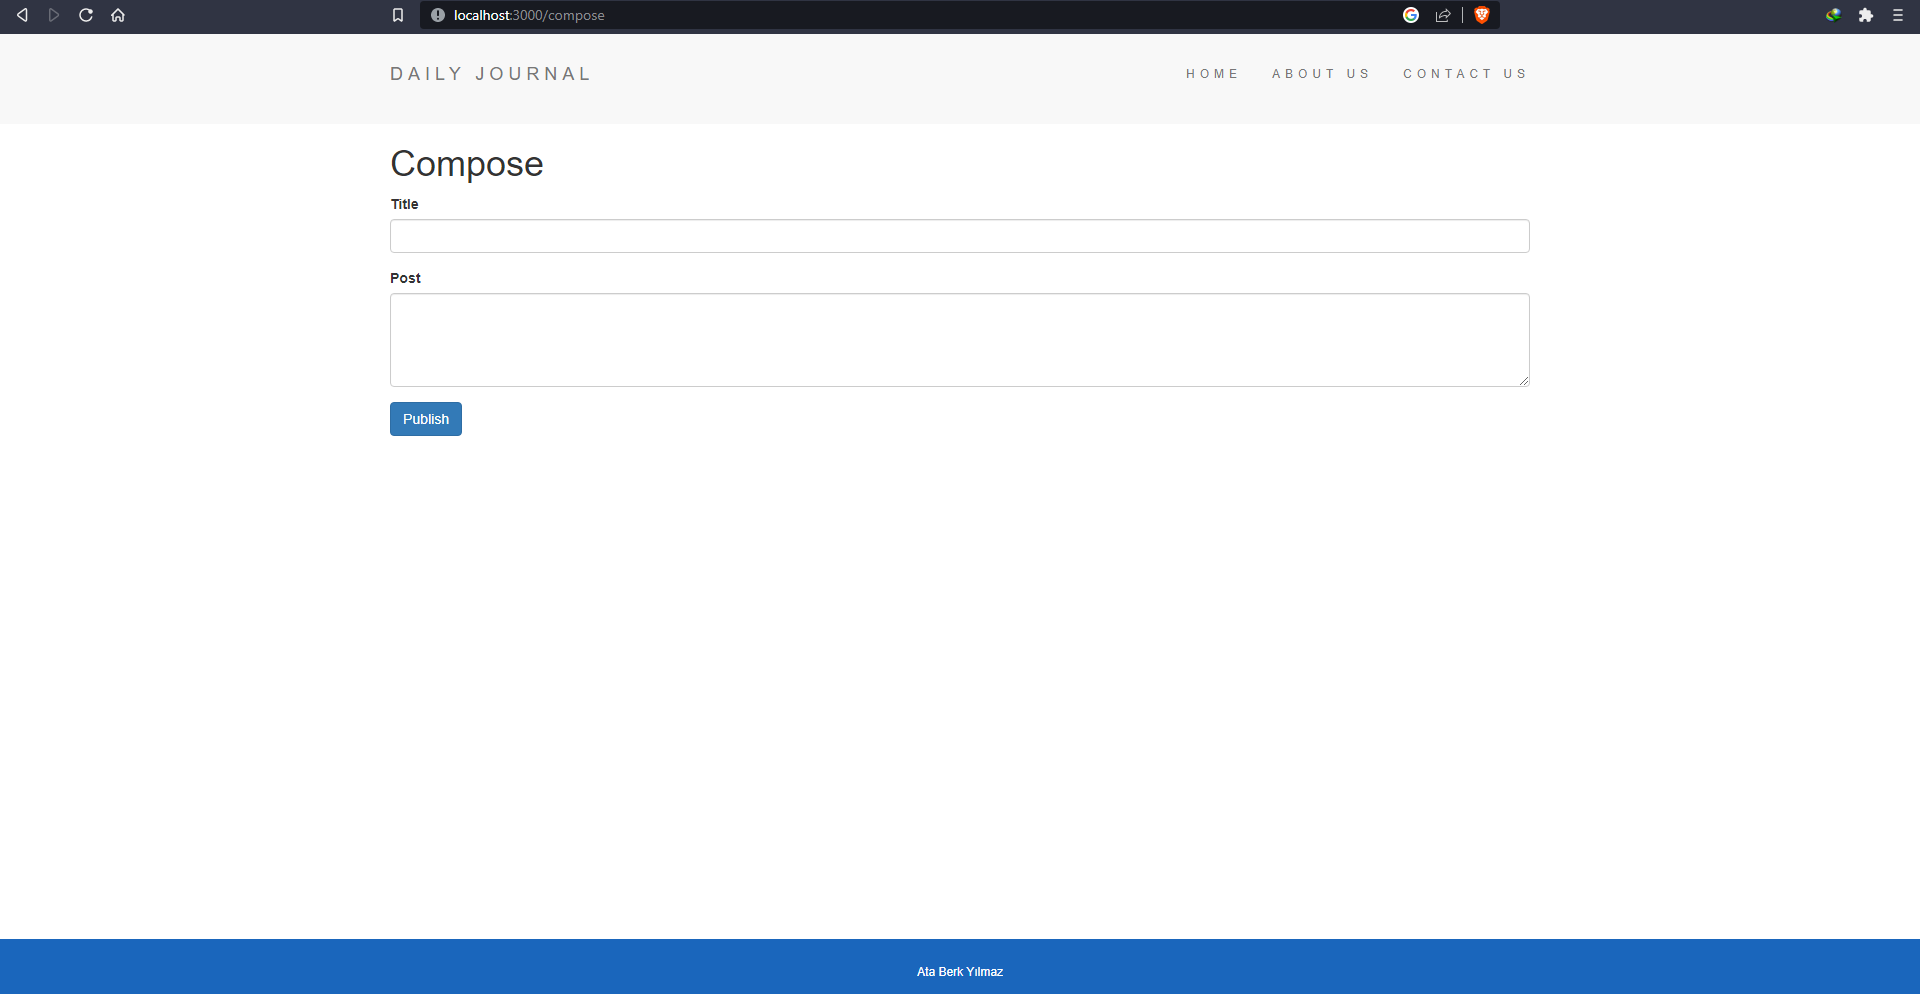 localhost:3000/compose
DAILY JOURNAL
HOME ABOUT US CONTACT US
Compose
Title
Post
Publish
Ata Berk Yılmaz